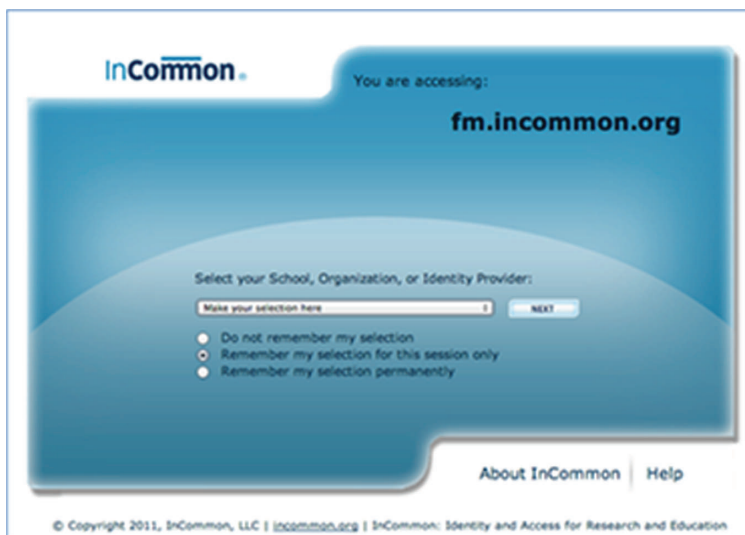 InCommon®
You are accessing:
fm.incommon.org
Select your School, Organization, or Identity Provider:
Make your selection here
NEXT
Do not remember my selection
Remember my selection for this session only
Remember my selection permanently
About InCommon | Help
© Copyright 2011, InCommon, LLC | incommon.org | InCommon: Identity and Access for Research and Education